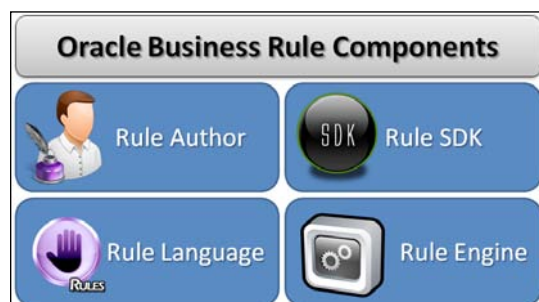 Oracle Business Rule Components
Rule Author
SDK
Rule SDK
RULES
Rule Language
Rule Engine